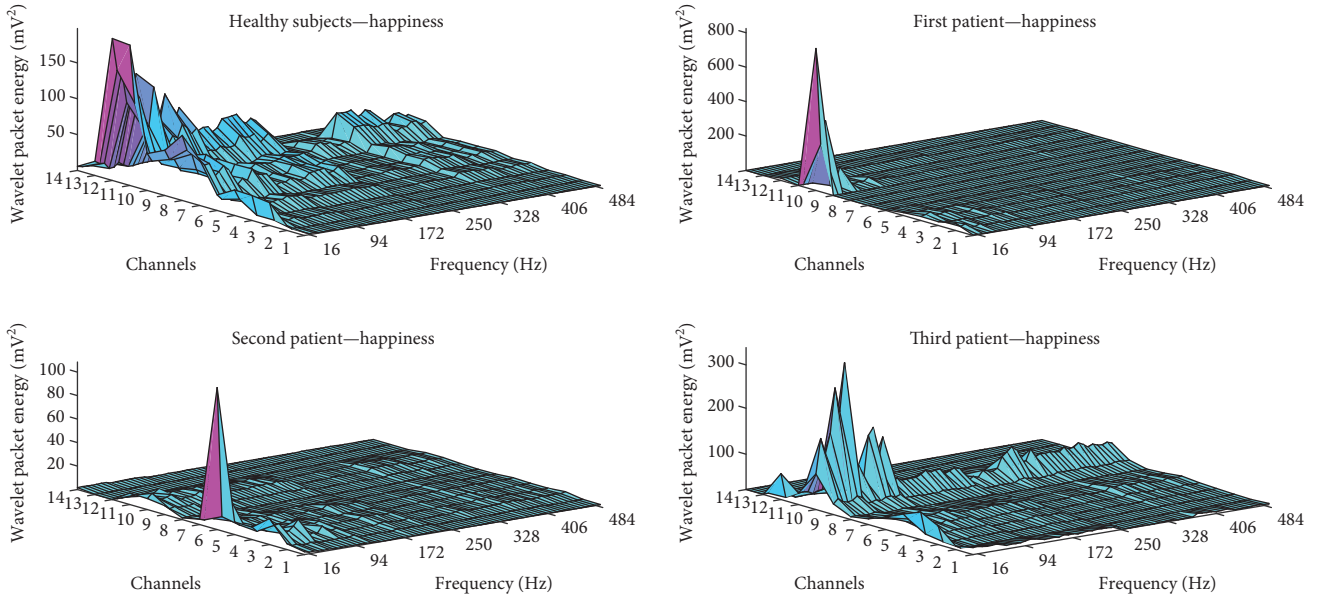 Healthy subjects—happiness
Wavelet packet energy (mV²)
150
100
50
14 13 12 11 10 9 8 7 6 5 4 3 2 1
16 94 172 250 328 406 484
Channels
Frequency (Hz)
First patient—happiness
Wavelet packet energy (mV²)
800
600
400
200
14 13 12 11 10 9 8 7 6 5 4 3 2 1
16 94 172 250 328 406 484
Channels
Frequency (Hz)
Second patient—happiness
Wavelet packet energy (mV²)
100
80
60
40
20
14 13 12 11 10 9 8 7 6 5 4 3 2 1
16 94 172 250 328 406 484
Channels
Frequency (Hz)
Third patient—happiness
Wavelet packet energy (mV²)
300
200
100
14 13 12 11 10 9 8 7 6 5 4 3 2 1
16 94 172 250 328 406 484
Channels
Frequency (Hz)